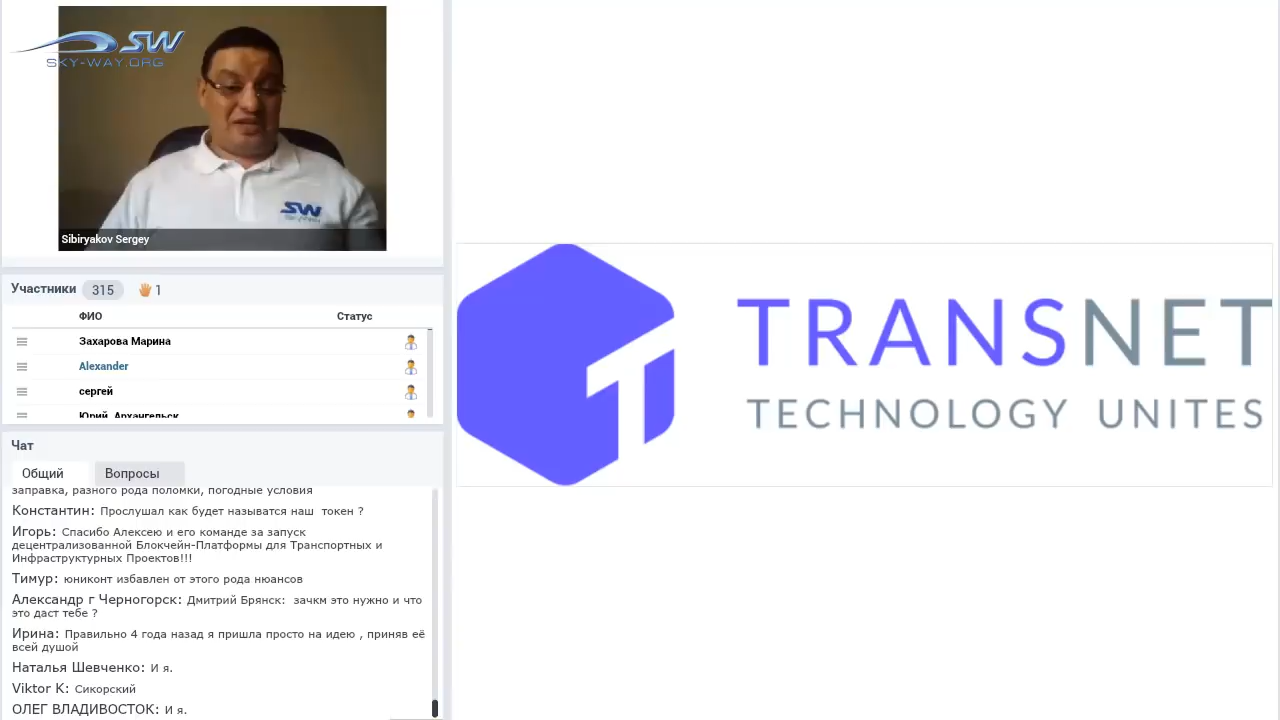 SW
SKY-WAY.ORG
SW
Sibiryakov Sergey
Участники 315 1
ФИО Статус
Захарова Марина
Alexander
сергей
Юрий, Архангельск
Чат
Общий Вопросы
заправка, разного рода поломки, погодные условия
Константин: Прослушал как будет называтся наш токен ?
Игорь: Спасибо Алексею и его команде за запуск
децентрализованной Блокчейн-Платформы для Транспортных и
Инфраструктурных Проектов!!!
Тимур: юниконт избавлен от этого рода нюансов
Александр г Черногорск: Дмитрий Брянск: зачкм это нужно и что
это даст тебе ?
Ирина: Правильно 4 года назад я пришла просто на идею , приняв её
всей душой
Наталья Шевченко: И я.
Viktor K: Сикорский
ОЛЕГ ВЛАДИВОСТОК: И я.
TRANSNET
TECHNOLOGY UNITES